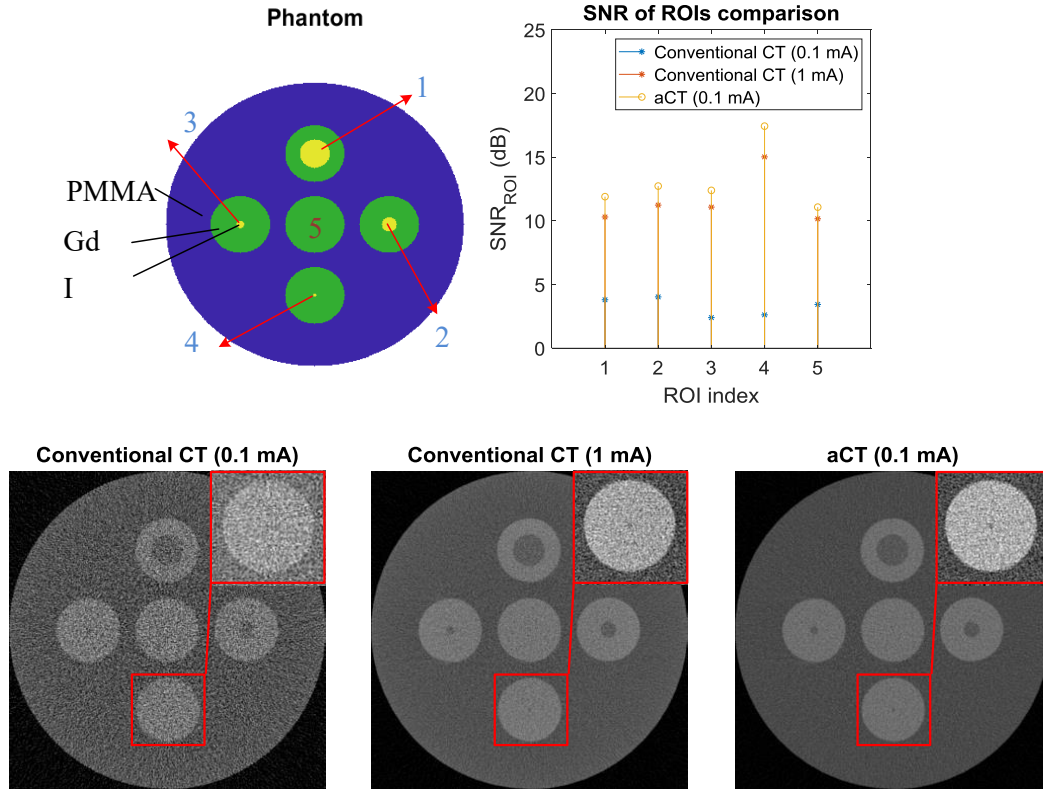 Phantom
1
3
PMMA
Gd
I
5
4
2
SNR of ROIs comparison
25
20
15
10
5
0
SNR_ROI (dB)
Conventional CT (0.1 mA)
Conventional CT (1 mA)
aCT (0.1 mA)
1 2 3 4 5
ROI index
Conventional CT (0.1 mA)
Conventional CT (1 mA)
aCT (0.1 mA)